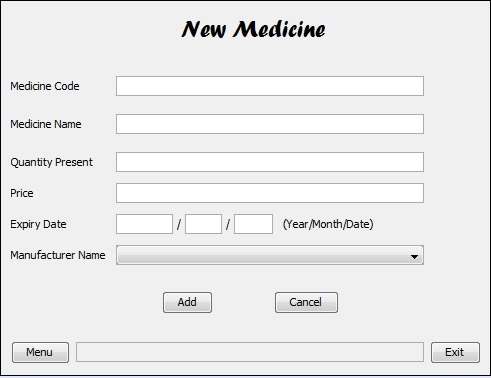 New Medicine
Medicine Code
Medicine Name
Quantity Present
Price
Expiry Date / / (Year/Month/Date)
Manufacturer Name
Add Cancel
Menu Exit